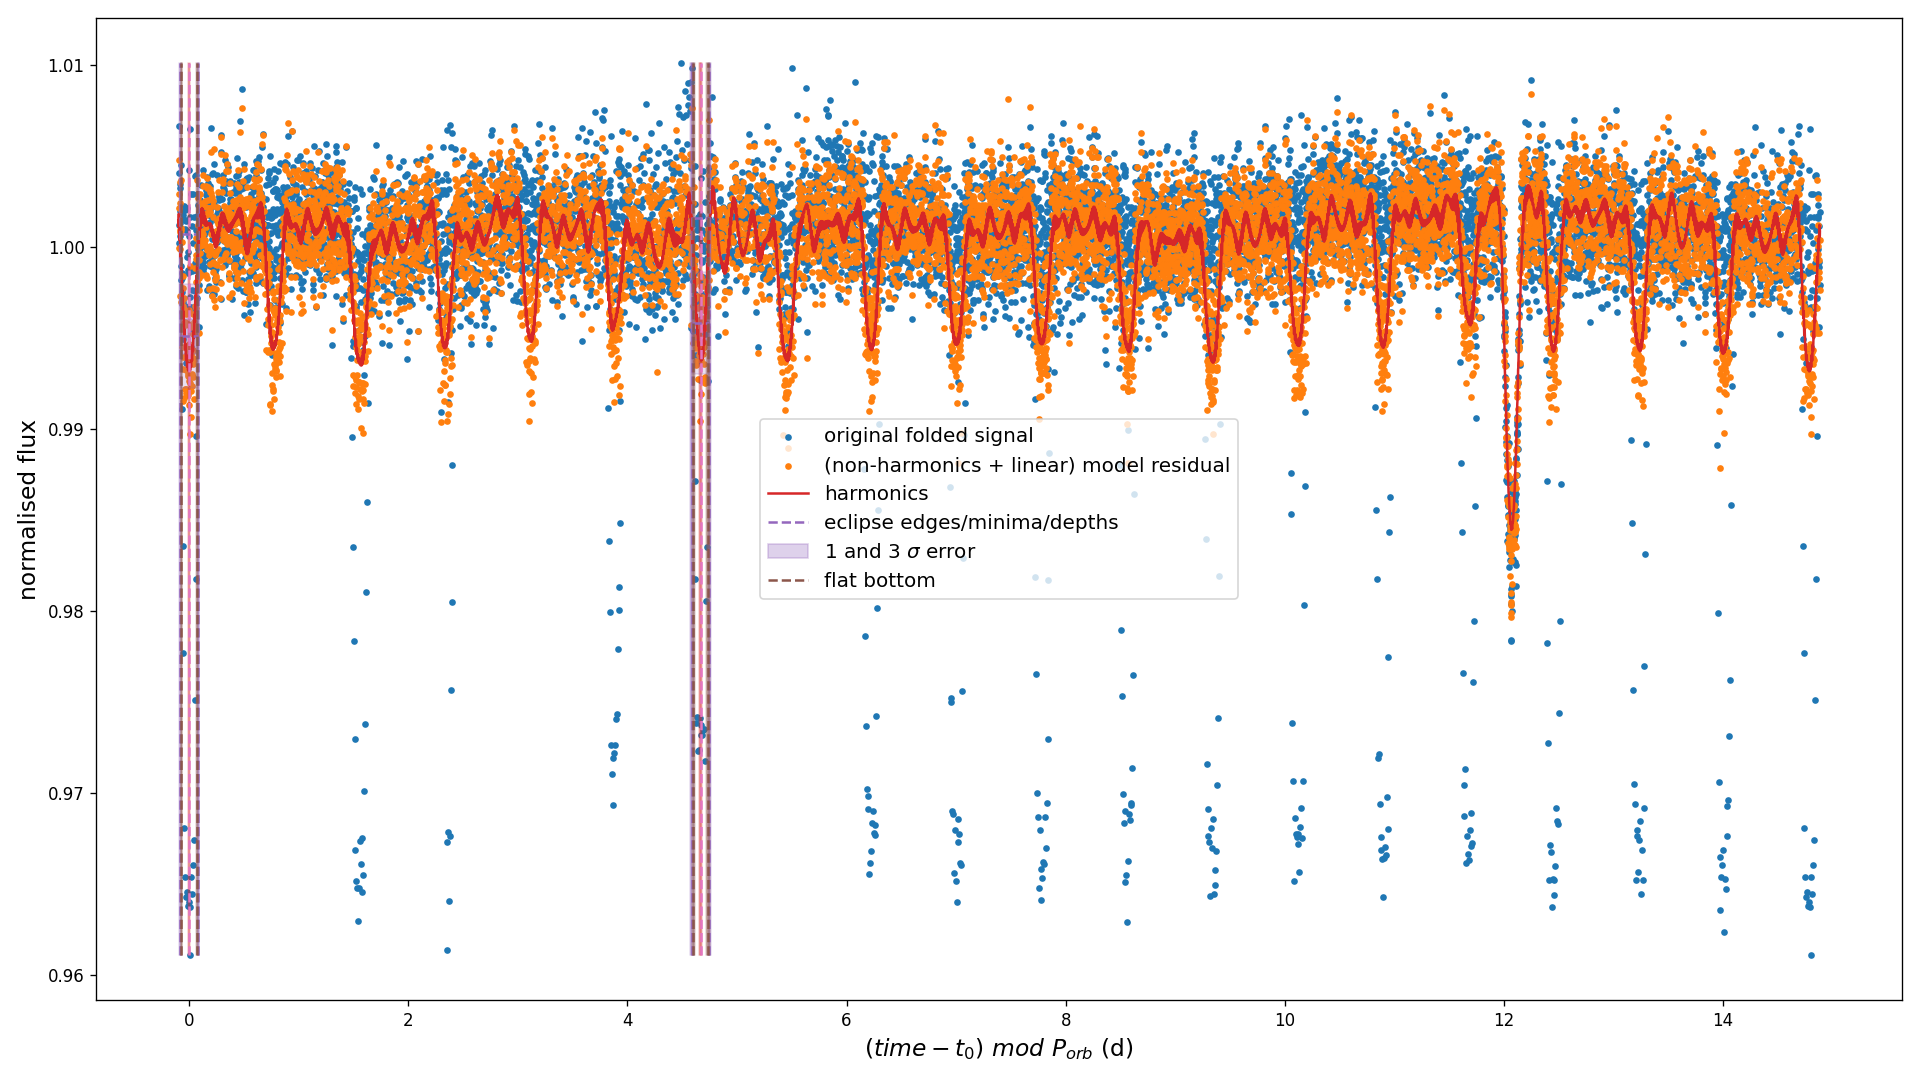 1.01
1.00
0.99
0.98
0.97
0.96
normalised flux
original folded signal
(non-harmonics + linear) model residual
harmonics
eclipse edges/minima/depths
1 and 3 σ error
flat bottom
0 2 4 6 8 10 12 14
(time − t₀) mod Pₒᵣb (d)